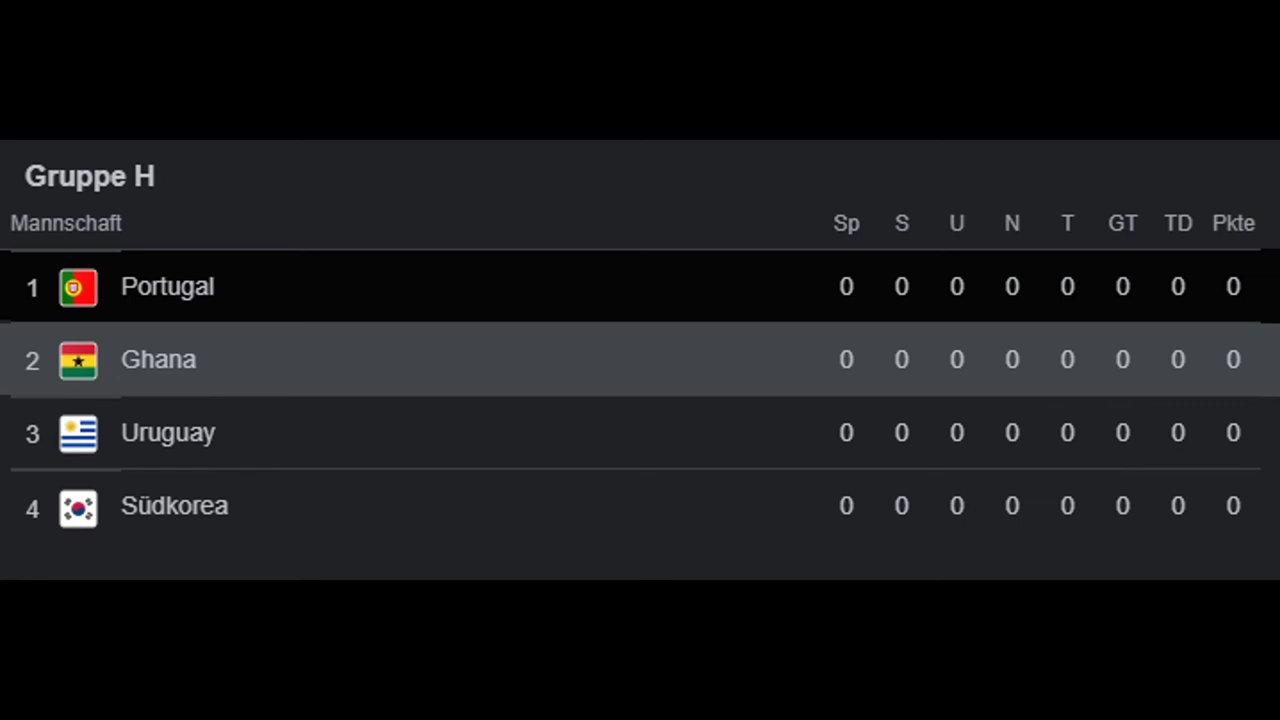 Gruppe H
Mannschaft Sp S U N T GT TD Pkte
1 Portugal 0 0 0 0 0 0 0 0
2 Ghana 0 0 0 0 0 0 0 0
3 Uruguay 0 0 0 0 0 0 0 0
4 Südkorea 0 0 0 0 0 0 0 0